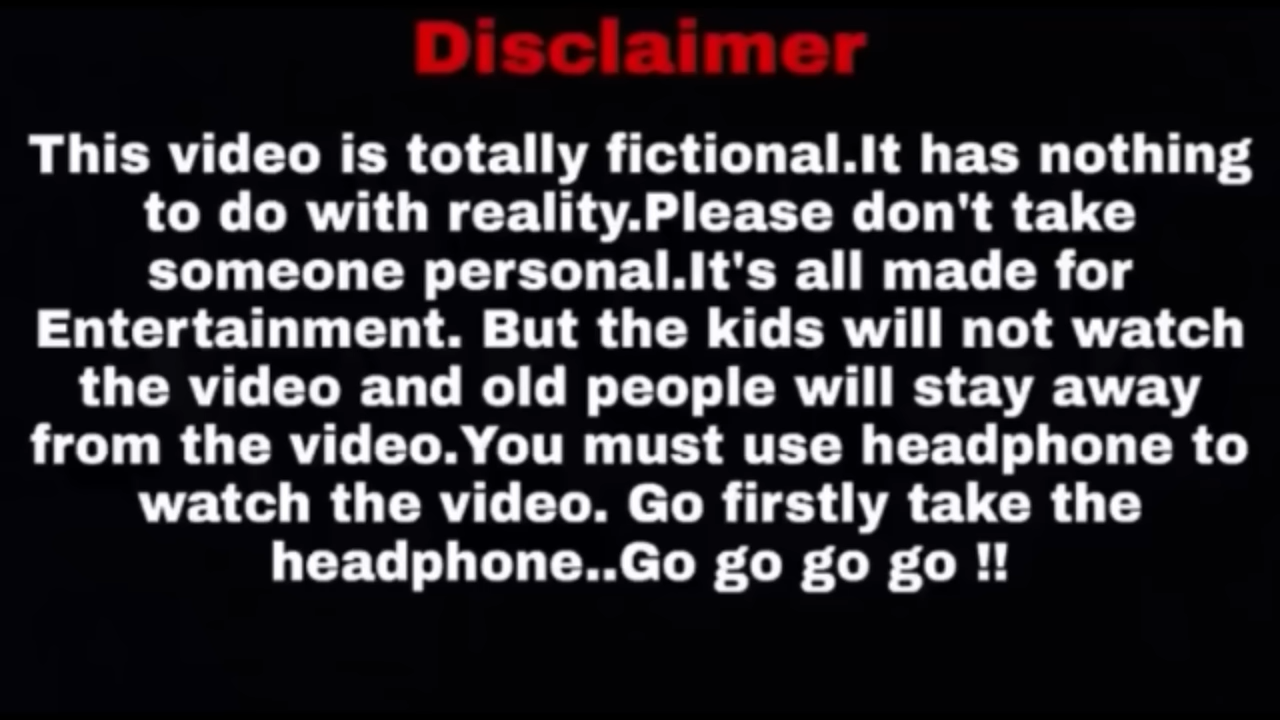 Disclaimer
This video is totally fictional.It has nothing
to do with reality.Please don't take
someone personal.It's all made for
Entertainment. But the kids will not watch
the video and old people will stay away
from the video.You must use headphone to
watch the video. Go firstly take the
headphone..Go go go go !!